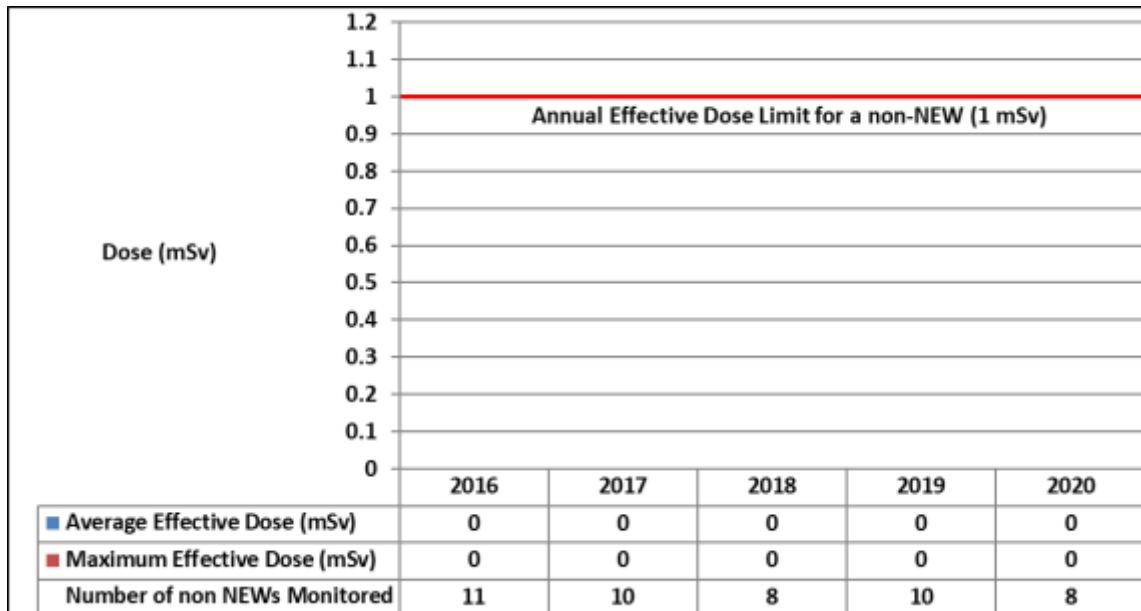 1.2
1.1
1
Annual Effective Dose Limit for a non-NEW (1 mSv)
0.9
0.8
0.7
Dose (mSv)
0.6
0.5
0.4
0.3
0.2
0.1
0
2016 2017 2018 2019 2020
Average Effective Dose (mSv) 0 0 0 0 0
Maximum Effective Dose (mSv) 0 0 0 0 0
Number of non NEWs Monitored 11 10 8 10 8